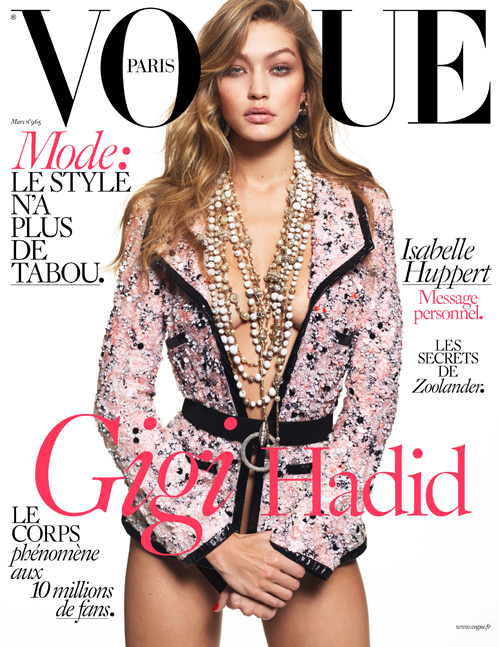 ®
VOGUE
PARIS
Mars n°965
Mode:
LE STYLE
N'A
PLUS
DE
TABOU.
Isabelle
Huppert
Message
personnel.
LES
SECRETS
DE
Zoolander.
Gigi Hadid
LE
CORPS
phénomène
aux
10 millions
de fans.
www.vogue.fr